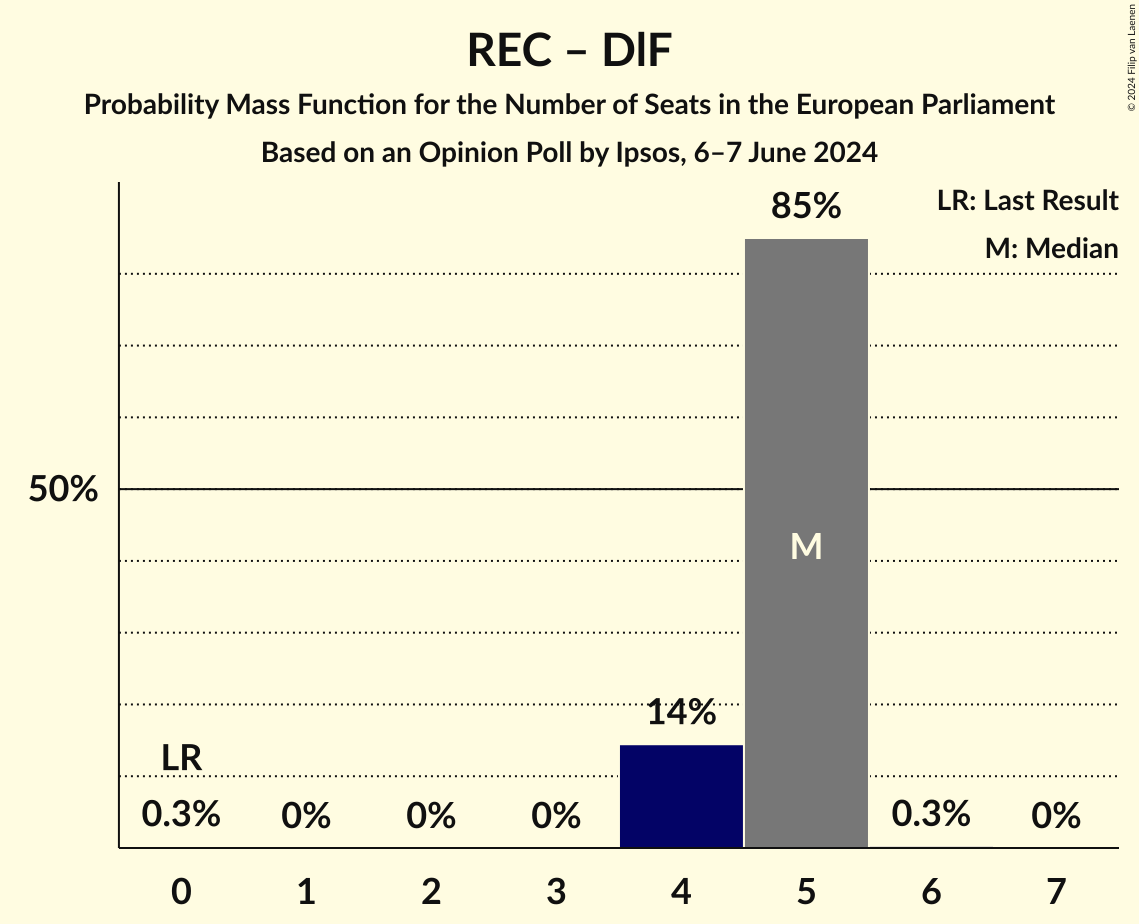 REC – DlF
Probability Mass Function for the Number of Seats in the European Parliament
Based on an Opinion Poll by Ipsos, 6–7 June 2024
© 2024 Filip van Laenen
LR: Last Result
M: Median
85%
50%
M
14%
LR
0.3% 0% 0% 0% 0.3% 0%
0 1 2 3 4 5 6 7